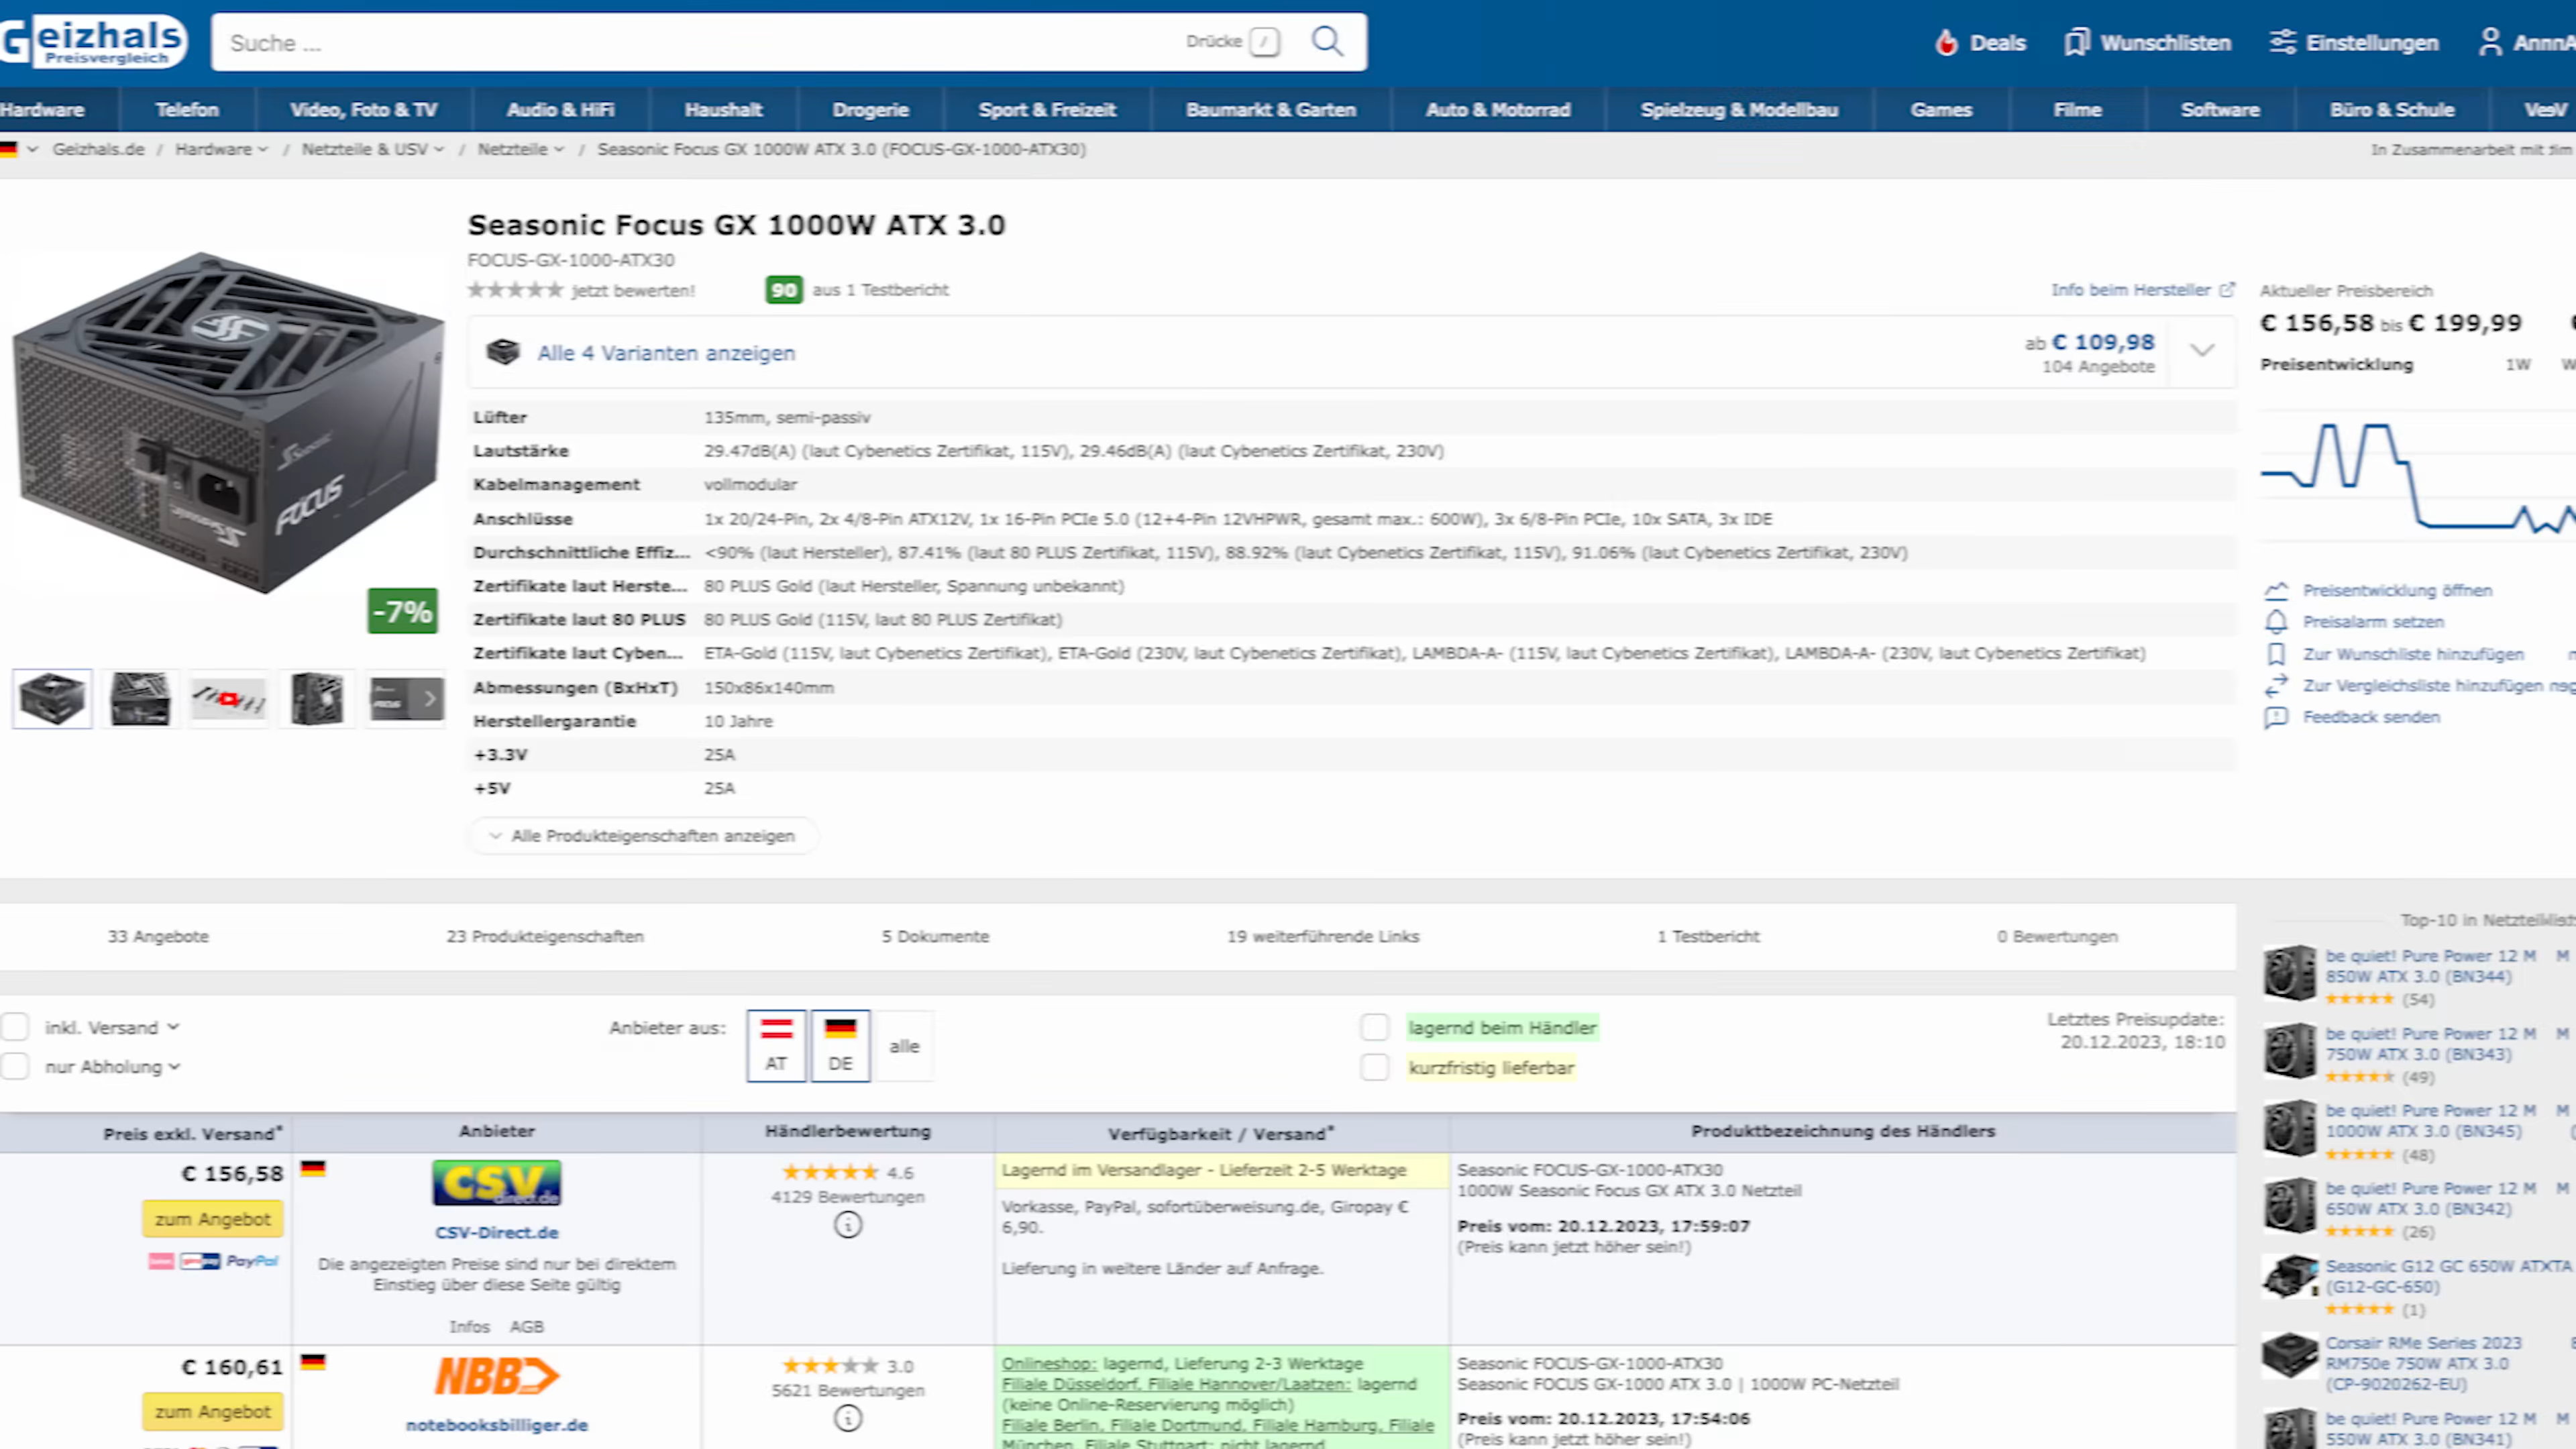 Geizhals
Preisvergleich
Suche ...
Drücke /
Deals
Wunschlisten
Einstellungen
Hardware
Telefon
Video, Foto & TV
Audio & HiFi
Haushalt
Drogerie
Sport & Freizeit
Baumarkt & Garten
Auto & Motorrad
Spielzeug & Modellbau
Games
Filme
Software
Büro & Schule
Geizhals.de / Hardware / Netzteile & USV / Netzteile / Seasonic Focus GX 1000W ATX 3.0 (FOCUS-GX-1000-ATX30)
In Zusammenarbeit mit
Seasonic Focus GX 1000W ATX 3.0
FOCUS-GX-1000-ATX30
jetzt bewerten!
90 aus 1 Testbericht
Info beim Hersteller
Alle 4 Varianten anzeigen
ab € 109,98
104 Angebote
Seasonic
FOCUS
Seasonic
-7%
Lüfter 135mm, semi-passiv
Lautstärke 29.47dB(A) (laut Cybenetics Zertifikat, 115V), 29.46dB(A) (laut Cybenetics Zertifikat, 230V)
Kabelmanagement vollmodular
Anschlüsse 1x 20/24-Pin, 2x 4/8-Pin ATX12V, 1x 16-Pin PCIe 5.0 (12+4-Pin 12VHPWR, gesamt max.: 600W), 3x 6/8-Pin PCIe, 10x SATA, 3x IDE
Durchschnittliche Effiz... <90% (laut Hersteller), 87.41% (laut 80 PLUS Zertifikat, 115V), 88.92% (laut Cybenetics Zertifikat, 115V), 91.06% (laut Cybenetics Zertifikat, 230V)
Zertifikate laut Herste... 80 PLUS Gold (laut Hersteller, Spannung unbekannt)
Zertifikate laut 80 PLUS 80 PLUS Gold (115V, laut 80 PLUS Zertifikat)
Zertifikate laut Cyben... ETA-Gold (115V, laut Cybenetics Zertifikat), ETA-Gold (230V, laut Cybenetics Zertifikat), LAMBDA-A- (115V, laut Cybenetics Zertifikat), LAMBDA-A- (230V, laut Cybenetics Zertifikat)
Abmessungen (BxHxT) 150x86x140mm
Herstellergarantie 10 Jahre
+3.3V 25A
+5V 25A
Alle Produkteigenschaften anzeigen
Aktueller Preisbereich
€ 156,58 bis € 199,99
Preisentwicklung 1W
Preisentwicklung öffnen
Preisalarm setzen
Zur Wunschliste hinzufügen
Zur Vergleichsliste hinzufügen
Feedback senden
33 Angebote
23 Produkteigenschaften
5 Dokumente
19 weiterführende Links
1 Testbericht
0 Bewertungen
inkl. Versand
nur Abholung
Anbieter aus:
AT
DE
alle
lagernd beim Händler
kurzfristig lieferbar
Letztes Preisupdate:
20.12.2023, 18:10
Preis exkl. Versand*
Anbieter
Händlerbewertung
Verfügbarkeit / Versand*
Produktbezeichnung des Händlers
€ 156,58
zum Angebot
PayPal
CSV
direct.de
CSV-Direct.de
Die angezeigten Preise sind nur bei direktem
Einstieg über diese Seite gültig
Infos AGB
4.6
4129 Bewertungen
Lagernd im Versandlager - Lieferzeit 2-5 Werktage
Vorkasse, PayPal, sofortüberweisung.de, Giropay €
6,90.
Lieferung in weitere Länder auf Anfrage.
Seasonic FOCUS-GX-1000-ATX30
1000W Seasonic Focus GX ATX 3.0 Netzteil
Preis vom: 20.12.2023, 17:59:07
(Preis kann jetzt höher sein!)
€ 160,61
zum Angebot
NBB
notebooksbilliger.de
3.0
5621 Bewertungen
Onlineshop: lagernd, Lieferung 2-3 Werktage
Filiale Düsseldorf, Filiale Hannover/Laatzen: lagernd
(keine Online-Reservierung möglich)
Filiale Berlin, Filiale Dortmund, Filiale Hamburg, Filiale
München, Filiale Stuttgart: nicht lagernd
Seasonic FOCUS-GX-1000-ATX30
Seasonic FOCUS GX-1000 ATX 3.0 | 1000W PC-Netzteil
Preis vom: 20.12.2023, 17:54:06
(Preis kann jetzt höher sein!)
Top-10 in Netzteile
be quiet! Pure Power 12 M
850W ATX 3.0 (BN344)
(54)
be quiet! Pure Power 12 M
750W ATX 3.0 (BN343)
(49)
be quiet! Pure Power 12 M
1000W ATX 3.0 (BN345)
(48)
be quiet! Pure Power 12 M
650W ATX 3.0 (BN342)
(26)
Seasonic G12 GC 650W
(G12-GC-650)
(1)
Corsair RMe Series 2023
RM750e 750W ATX 3.0
(CP-9020262-EU)
be quiet! Pure Power 12 M
550W ATX 3.0 (BN341)